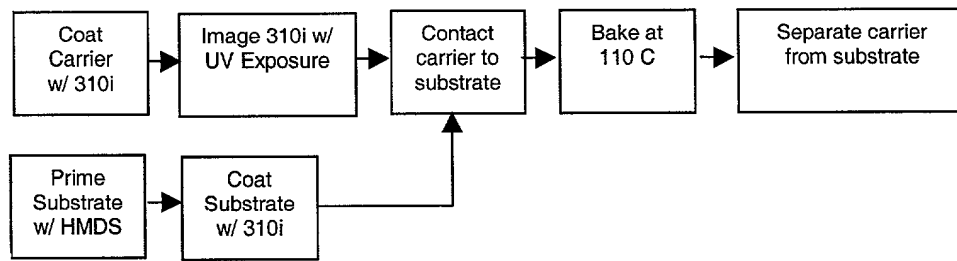 Coat
Carrier
w/ 310i
Image 310i w/
UV Exposure
Contact
carrier to
substrate
Bake at
110 C
Separate carrier
from substrate
Prime
Substrate
w/ HMDS
Coat
Substrate
w/ 310i